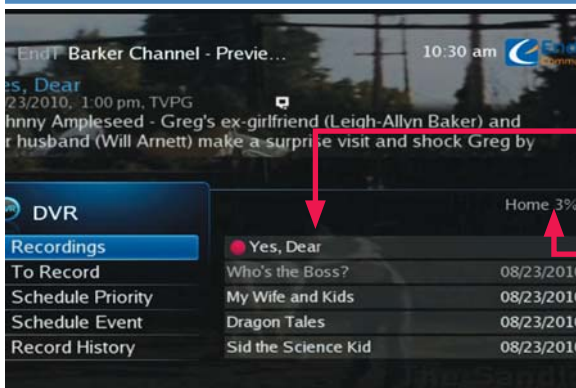 EndT Barker Channel - Previe... 10:30 am
es, Dear
/23/2010, 1:00 pm, TVPG
hnny Ampleseed - Greg's ex-girlfriend (Leigh-Allyn Baker) and
r husband (Will Arnett) make a surprise visit and shock Greg by
DVR
Home 3%
Recordings
Yes, Dear
To Record
Who's the Boss? 08/23/2010
Schedule Priority
My Wife and Kids 08/23/2010
Schedule Event
Dragon Tales 08/23/2010
Record History
Sid the Science Kid 08/23/2010